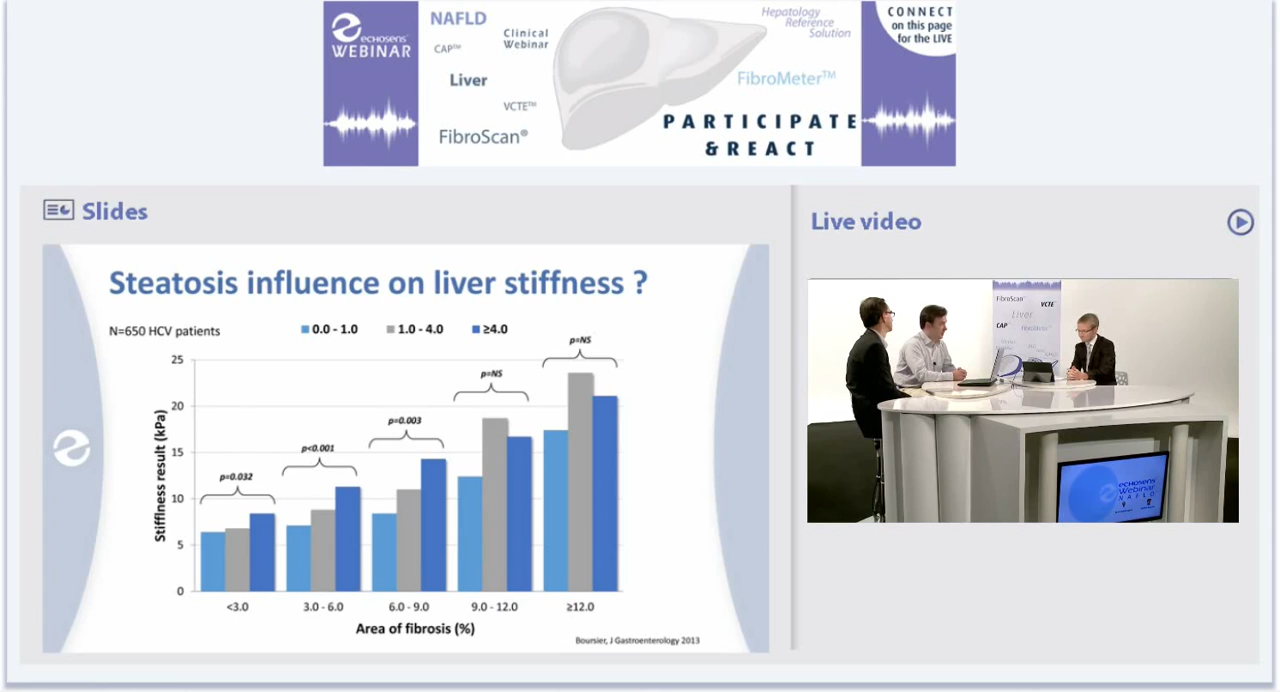 echosens
WEBINAR
NAFLD
CAP™
Clinical
Webinar
Liver
VCTE™
FibroScan®
Hepatology
Reference
Solution
FibroMeter™
PARTICIPATE
& REACT
CONNECT
on this page
for the LIVE
Slides
Steatosis influence on liver stiffness ?
N=650 HCV patients
0.0 - 1.0
1.0 - 4.0
≥4.0
p=0.032
p<0.001
p=0.003
p=NS
p=NS
Stiffness result (kPa)
25
20
15
10
5
0
<3.0
3.0 - 6.0
6.0 - 9.0
9.0 - 12.0
≥12.0
Area of fibrosis (%)
Boursier, J Gastroenterology 2013
Live video
FibroScan
VCTE™
Liver
CAP™
FibroMeter™
echosens
Webinar
NAFLD